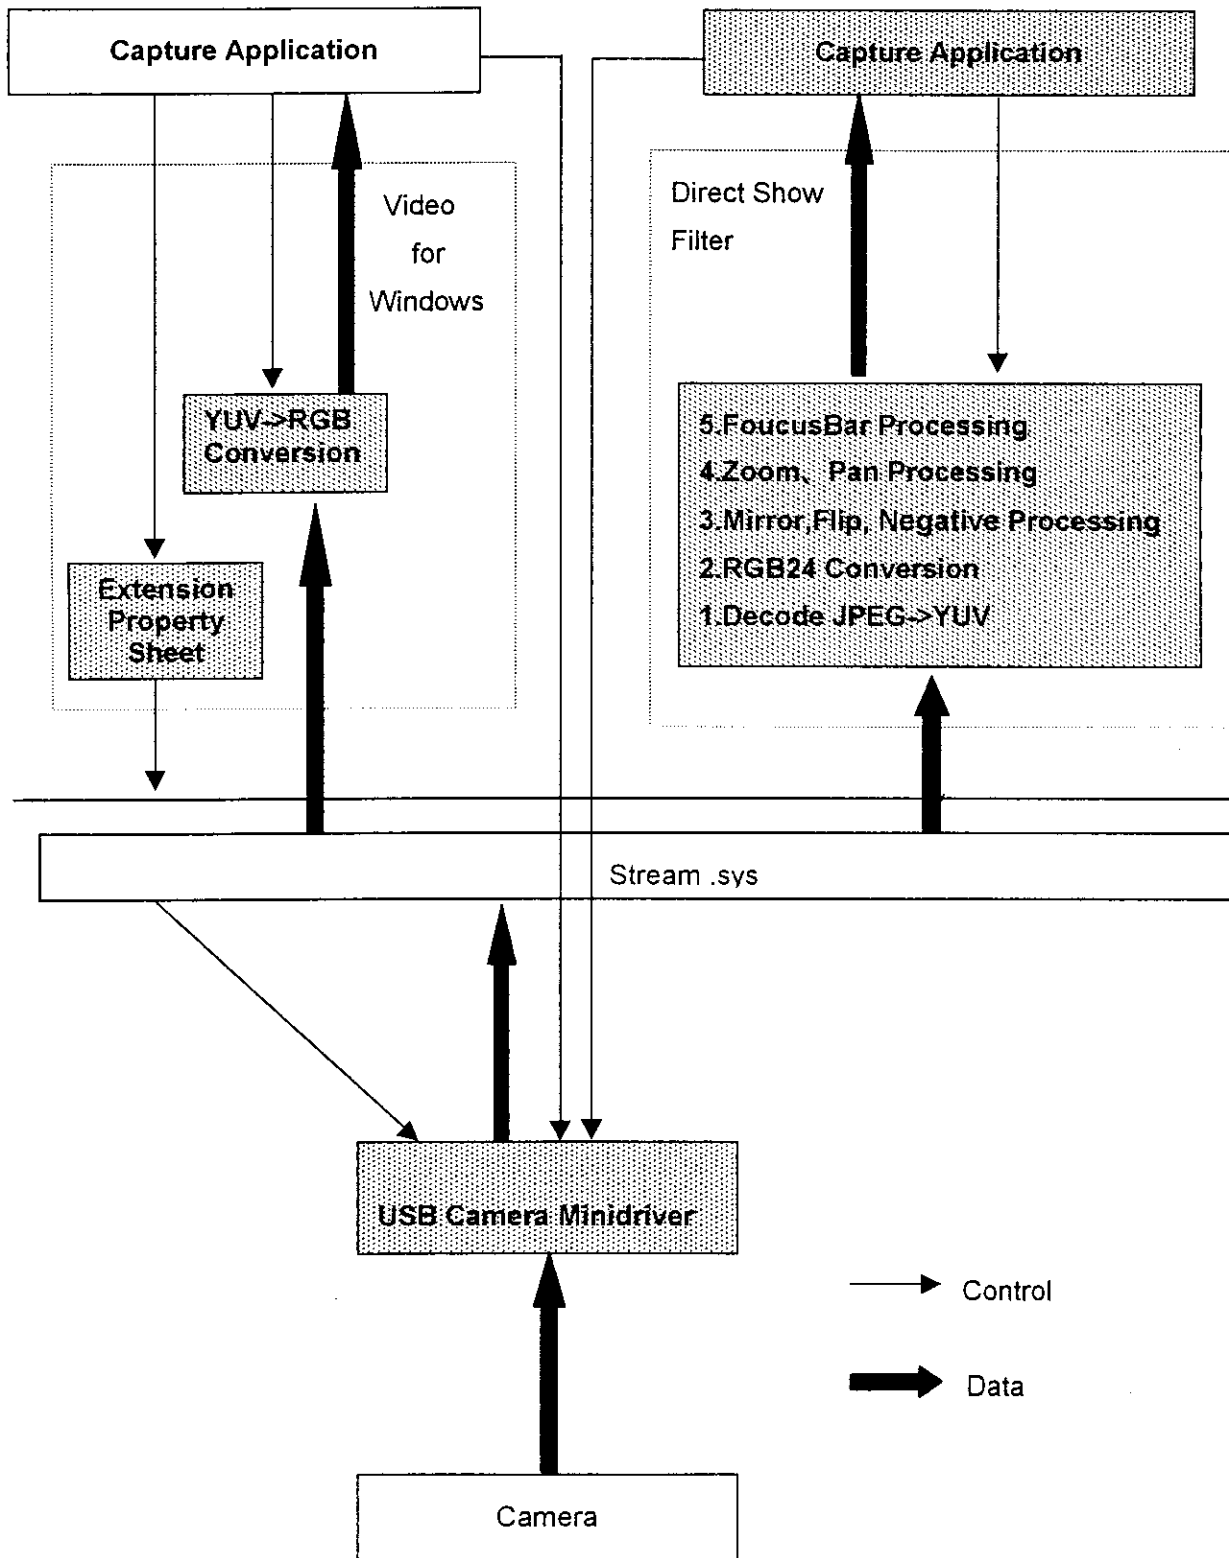 Capture Application
Capture Application
Video
for
Windows
Direct Show
Filter
YUV->RGB
Conversion
5.FoucusBar Processing
4.Zoom、Pan Processing
3.Mirror,Flip, Negative Processing
2.RGB24 Conversion
1.Decode JPEG->YUV
Extension
Property
Sheet
Stream .sys
USB Camera Minidriver
Control
Data
Camera